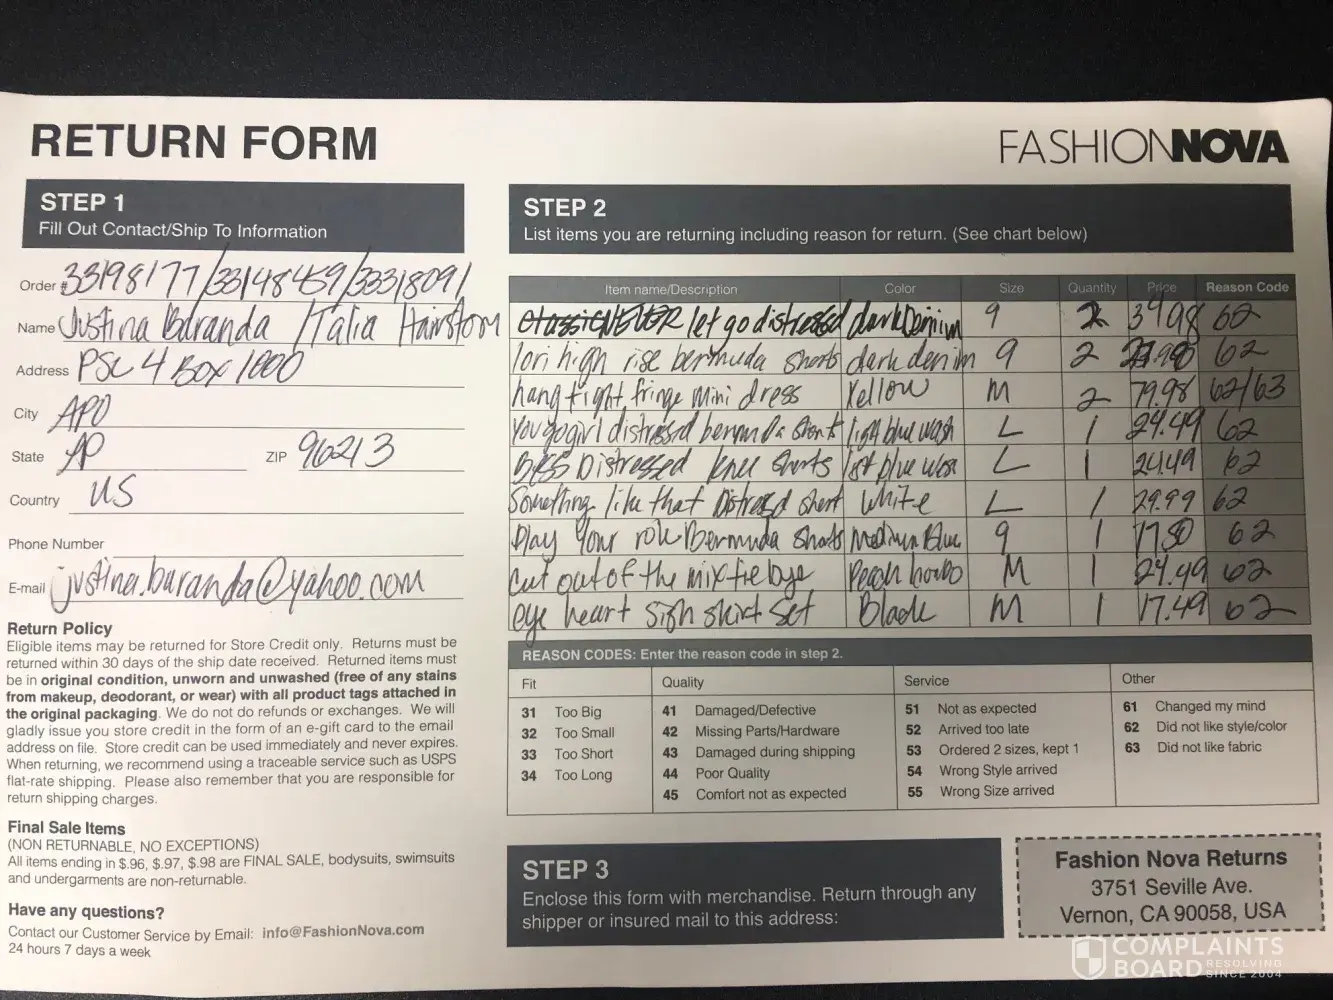 RETURN FORM
FASHIONNOVA
STEP 1
Fill Out Contact/Ship To Information
Order # 33198177/33148459/33318091
Name Justina Buranda / Talia Hairstom
Address PSC 4 Box 1000
City APO
State AP ZIP 96213
Country US
Phone Number
E-mail justina.buranda@yahoo.com
Return Policy
Eligible items may be returned for Store Credit only. Returns must be
returned within 30 days of the ship date received. Returned items must
be in original condition, unworn and unwashed (free of any stains
from makeup, deodorant, or wear) with all product tags attached in
the original packaging. We do not do refunds or exchanges. We will
gladly issue you store credit in the form of an e-gift card to the email
address on file. Store credit can be used immediately and never expires.
When returning, we recommend using a traceable service such as USPS
flat-rate shipping. Please also remember that you are responsible for
return shipping charges.
Final Sale Items
(NON RETURNABLE, NO EXCEPTIONS)
All items ending in $.96, $.97, $.98 are FINAL SALE, bodysuits, swimsuits
and undergarments are non-returnable.
Have any questions?
Contact our Customer Service by Email: info@FashionNova.com
24 hours 7 days a week
STEP 2
List items you are returning including reason for return. (See chart below)
Item name/Description Color Size Quantity Price Reason Code
Classic NEVER let go distressed dark Denim 9 2 34.98 62
lori high rise bermuda shorts dark denim 9 2 62
hang tight fringe mini dress Yellow M 2 79.98 62/63
You go girl distressed bermuda shorts light blue wash L 1 24.49 62
Distressed knee shorts blue L 1 24.49 62
Something like that Distressed short White L 1 29.99 62
Play your role bermuda shorts Medium Blue 9 1 17.50 62
cut out of the mix tie bye Peach M 1 24.49 62
eye heart sigh skirt set Black M 1 17.49 62
REASON CODES: Enter the reason code in step 2.
Fit
31 Too Big
32 Too Small
33 Too Short
34 Too Long
Quality
41 Damaged/Defective
42 Missing Parts/Hardware
43 Damaged during shipping
44 Poor Quality
45 Comfort not as expected
Service
51 Not as expected
52 Arrived too late
53 Ordered 2 sizes, kept 1
54 Wrong Style arrived
55 Wrong Size arrived
Other
61 Changed my mind
62 Did not like style/color
63 Did not like fabric
STEP 3
Enclose this form with merchandise. Return through any
shipper or insured mail to this address:
Fashion Nova Returns
3751 Seville Ave.
Vernon, CA 90058, USA
COMPLAINTS
BOARD RESOLVING
SINCE 2004